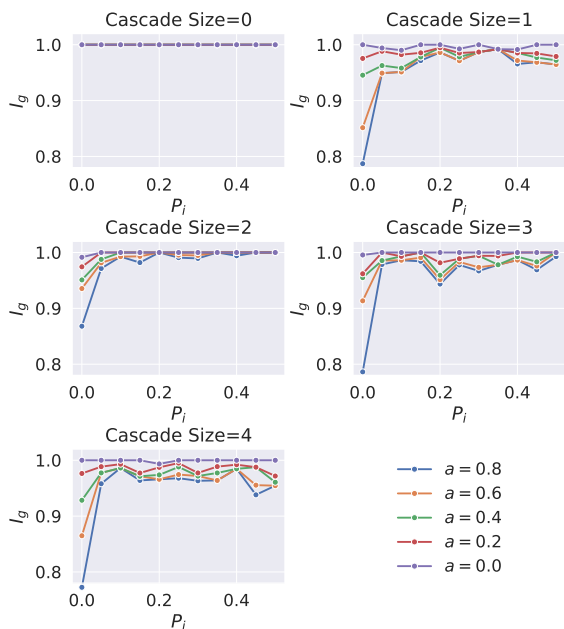 Cascade Size=0
Cascade Size=1
1.0
0.9
0.8
I_g
0.0 0.2 0.4
P_i
1.0
0.9
0.8
I_g
0.0 0.2 0.4
P_i
Cascade Size=2
Cascade Size=3
1.0
0.8
I_g
0.0 0.2 0.4
P_i
1.0
0.8
I_g
0.0 0.2 0.4
P_i
Cascade Size=4
1.0
0.9
0.8
I_g
0.0 0.2 0.4
P_i
a = 0.8
a = 0.6
a = 0.4
a = 0.2
a = 0.0